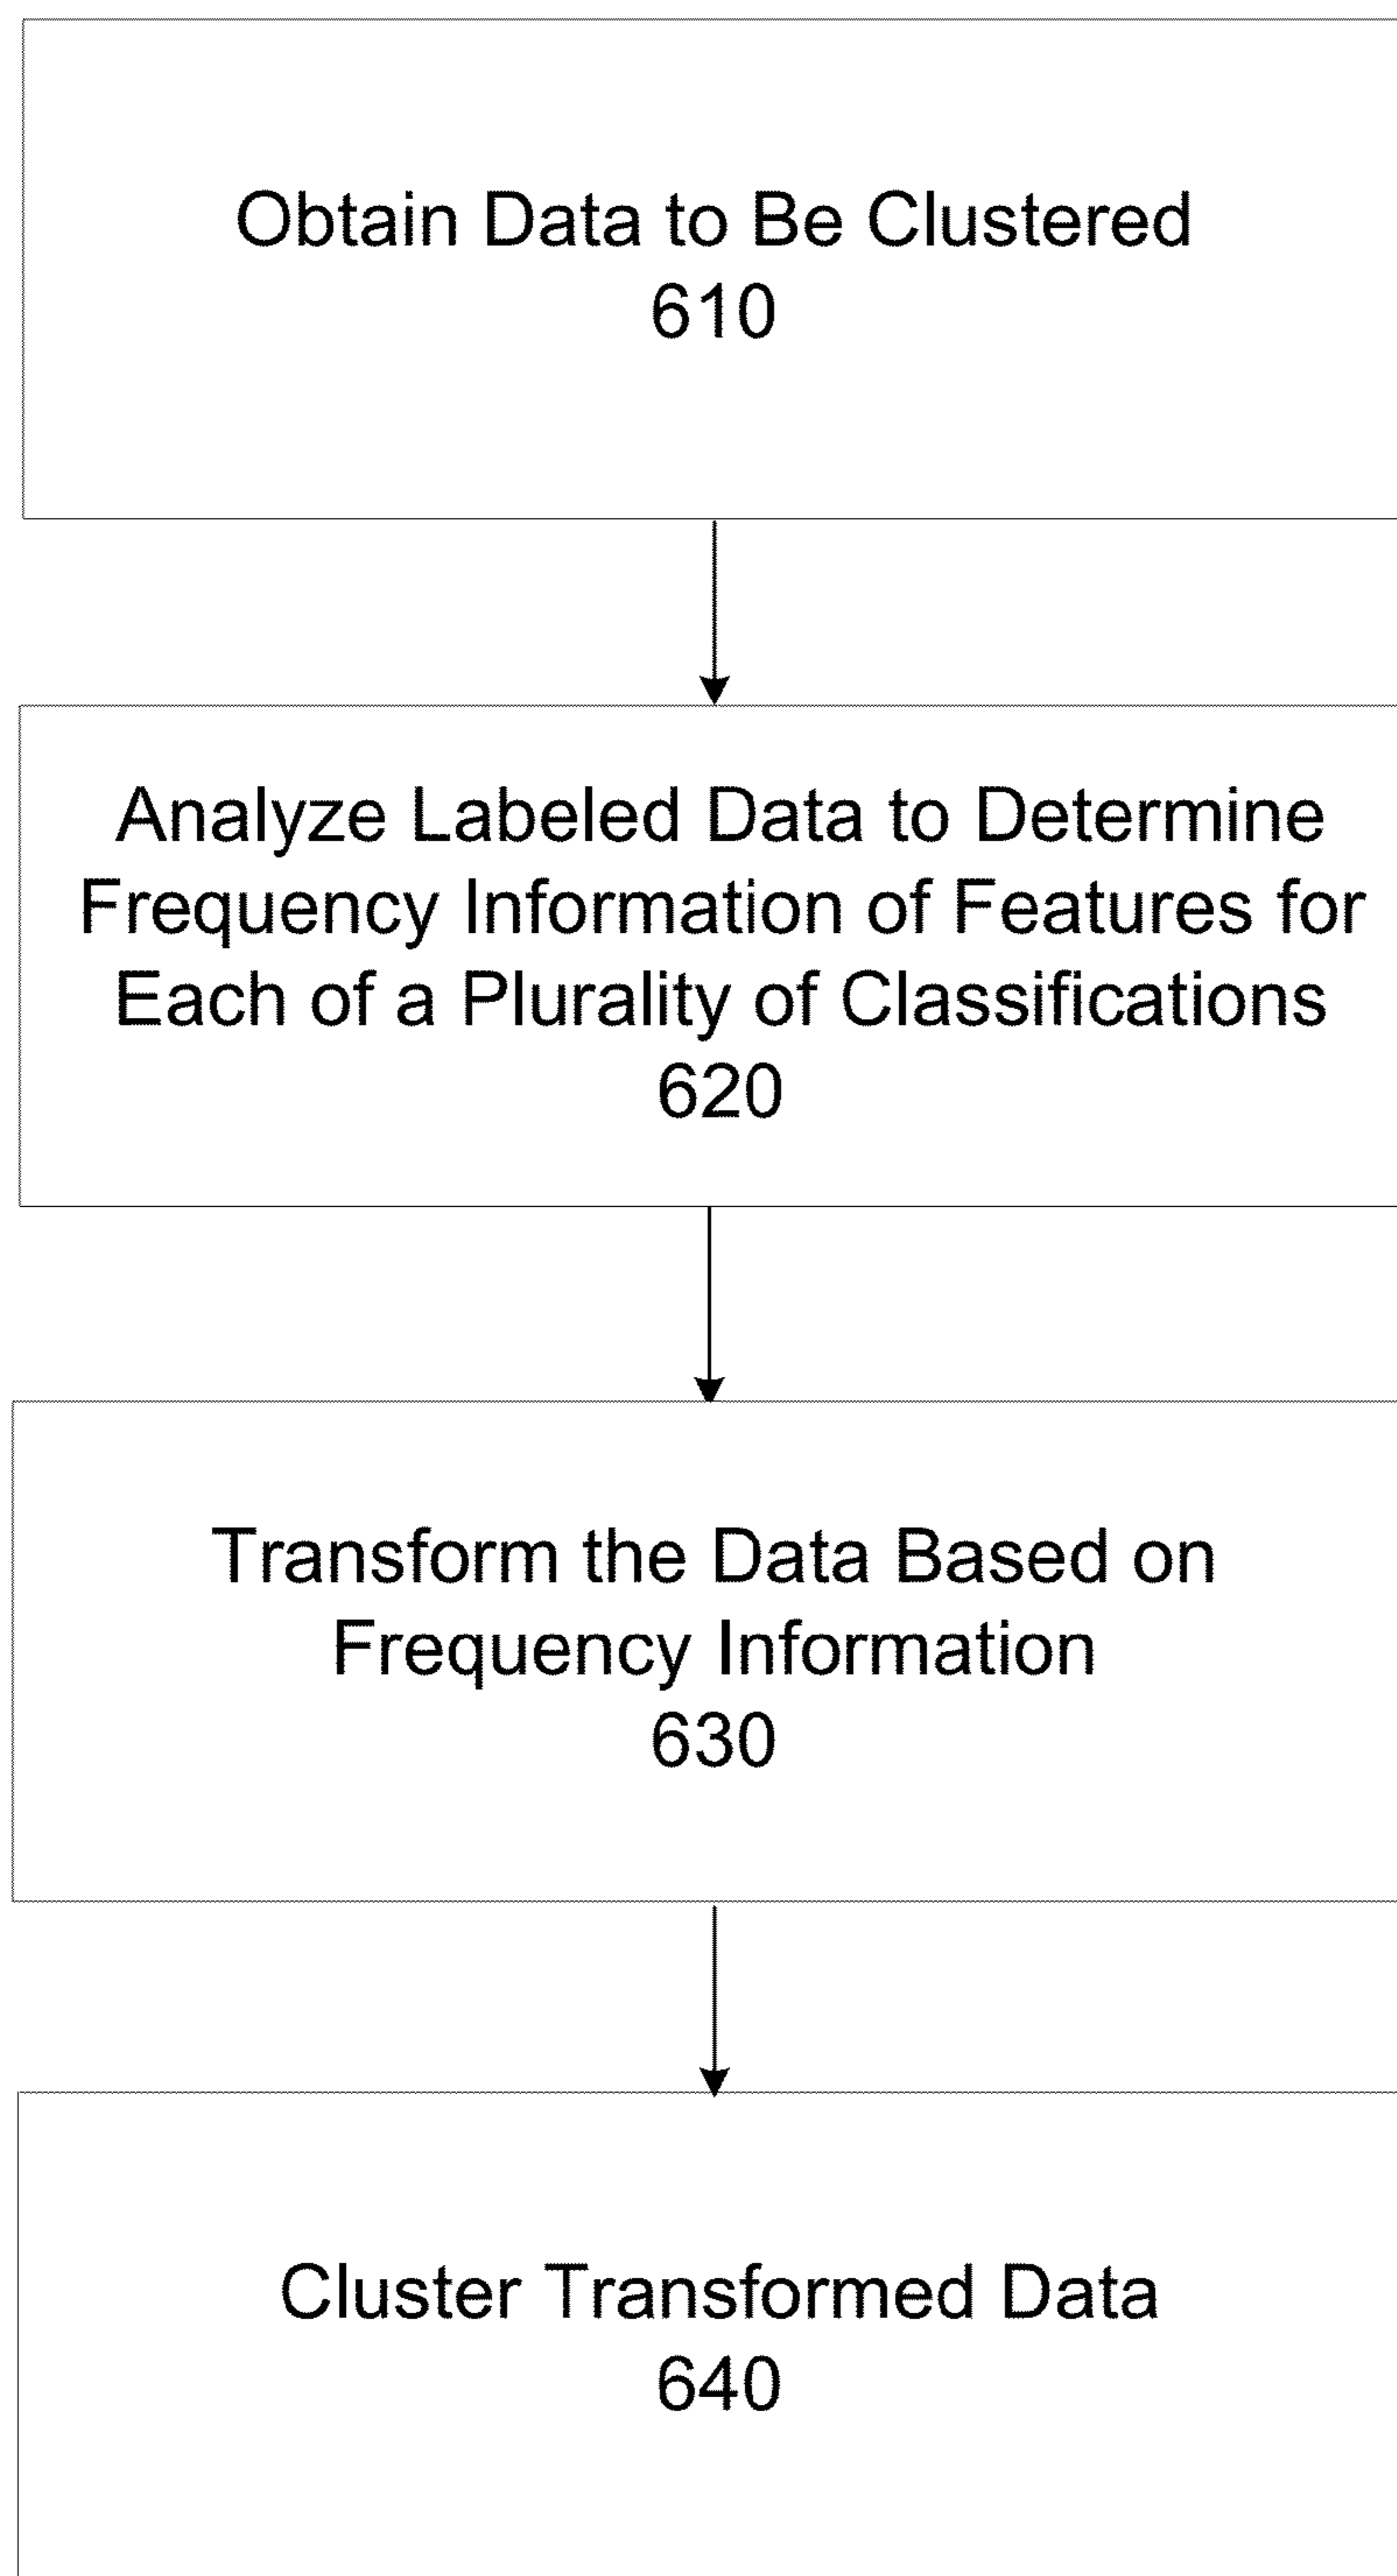 Obtain Data to Be Clustered
610
Analyze Labeled Data to Determine
Frequency Information of Features for
Each of a Plurality of Classifications
620
Transform the Data Based on
Frequency Information
630
Cluster Transformed Data
640